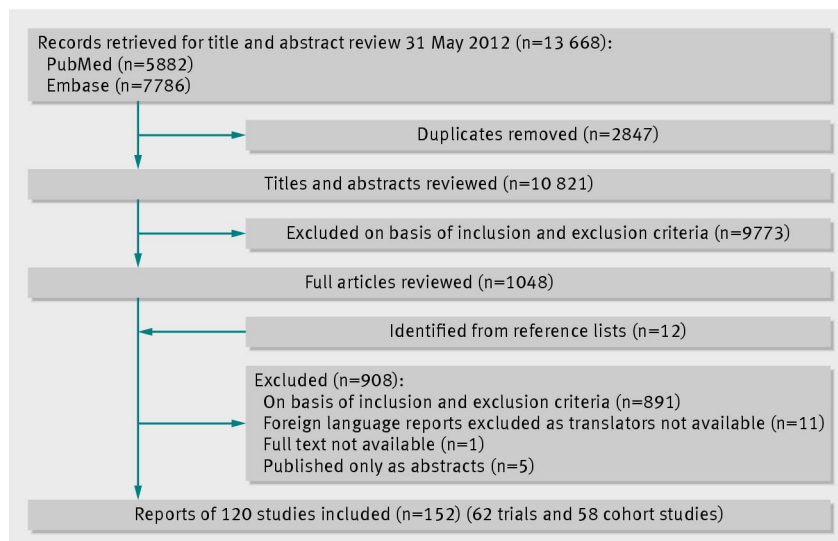 Records retrieved for title and abstract review 31 May 2012 (n=13 668):
PubMed (n=5882)
Embase (n=7786)
Duplicates removed (n=2847)
Titles and abstracts reviewed (n=10 821)
Excluded on basis of inclusion and exclusion criteria (n=9773)
Full articles reviewed (n=1048)
Identified from reference lists (n=12)
Excluded (n=908):
On basis of inclusion and exclusion criteria (n=891)
Foreign language reports excluded as translators not available (n=11)
Full text not available (n=1)
Published only as abstracts (n=5)
Reports of 120 studies included (n=152) (62 trials and 58 cohort studies)